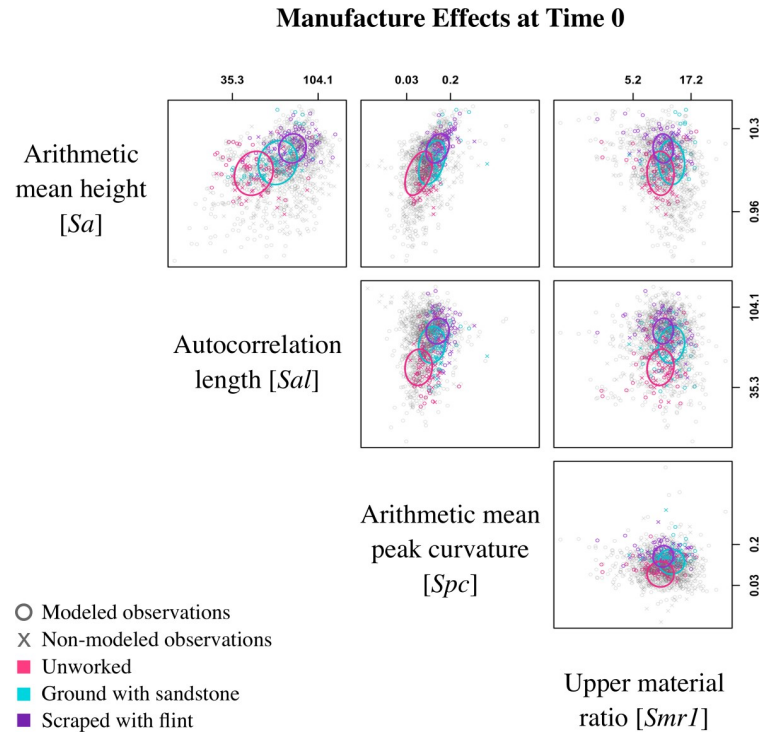 Manufacture Effects at Time 0
35.3 104.1 0.03 0.2 5.2 17.2
Arithmetic
mean height
[Sa]
10.3
0.96
Autocorrelation
length [Sal]
104.1
35.3
Arithmetic mean
peak curvature
[Spc]
0.2
0.03
Modeled observations
x Non-modeled observations
Unworked
Ground with sandstone
Scraped with flint
Upper material
ratio [Smr1]